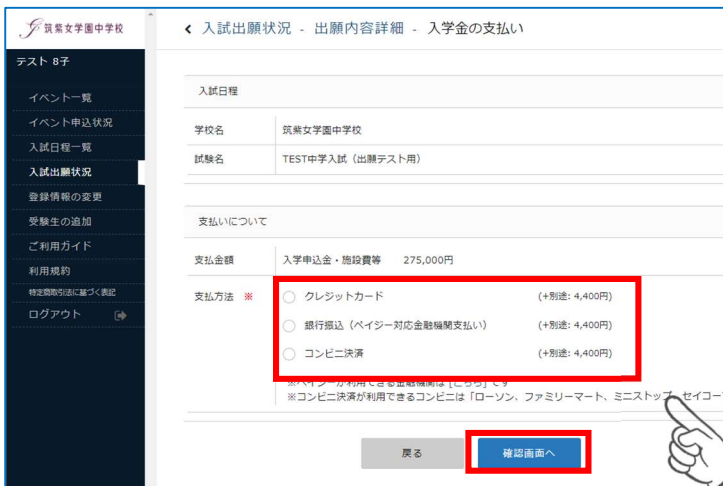 筑紫女学園中学校
入試出願状況 - 出願内容詳細 - 入学金の支払い
テスト 8子
イベント一覧
イベント申込状況
入試日程一覧
入試出願状況
登録情報の変更
受験生の追加
ご利用ガイド
利用規約
特定商取引法に基づく表記
ログアウト
入試日程
学校名 筑紫女学園中学校
試験名 TEST中学入試（出願テスト用）
支払いについて
支払金額 入学申込金・施設費等 275,000円
支払方法 ※ クレジットカード (+別途: 4,400円)
銀行振込（ペイジー対応金融機関支払い） (+別途: 4,400円)
コンビニ決済 (+別途: 4,400円)
※ペイジーが利用できる金融機関は [こちら] です
※コンビニ決済が利用できるコンビニは「ローソン、ファミリーマート、ミニストップ、セイコー
戻る 確認画面へ